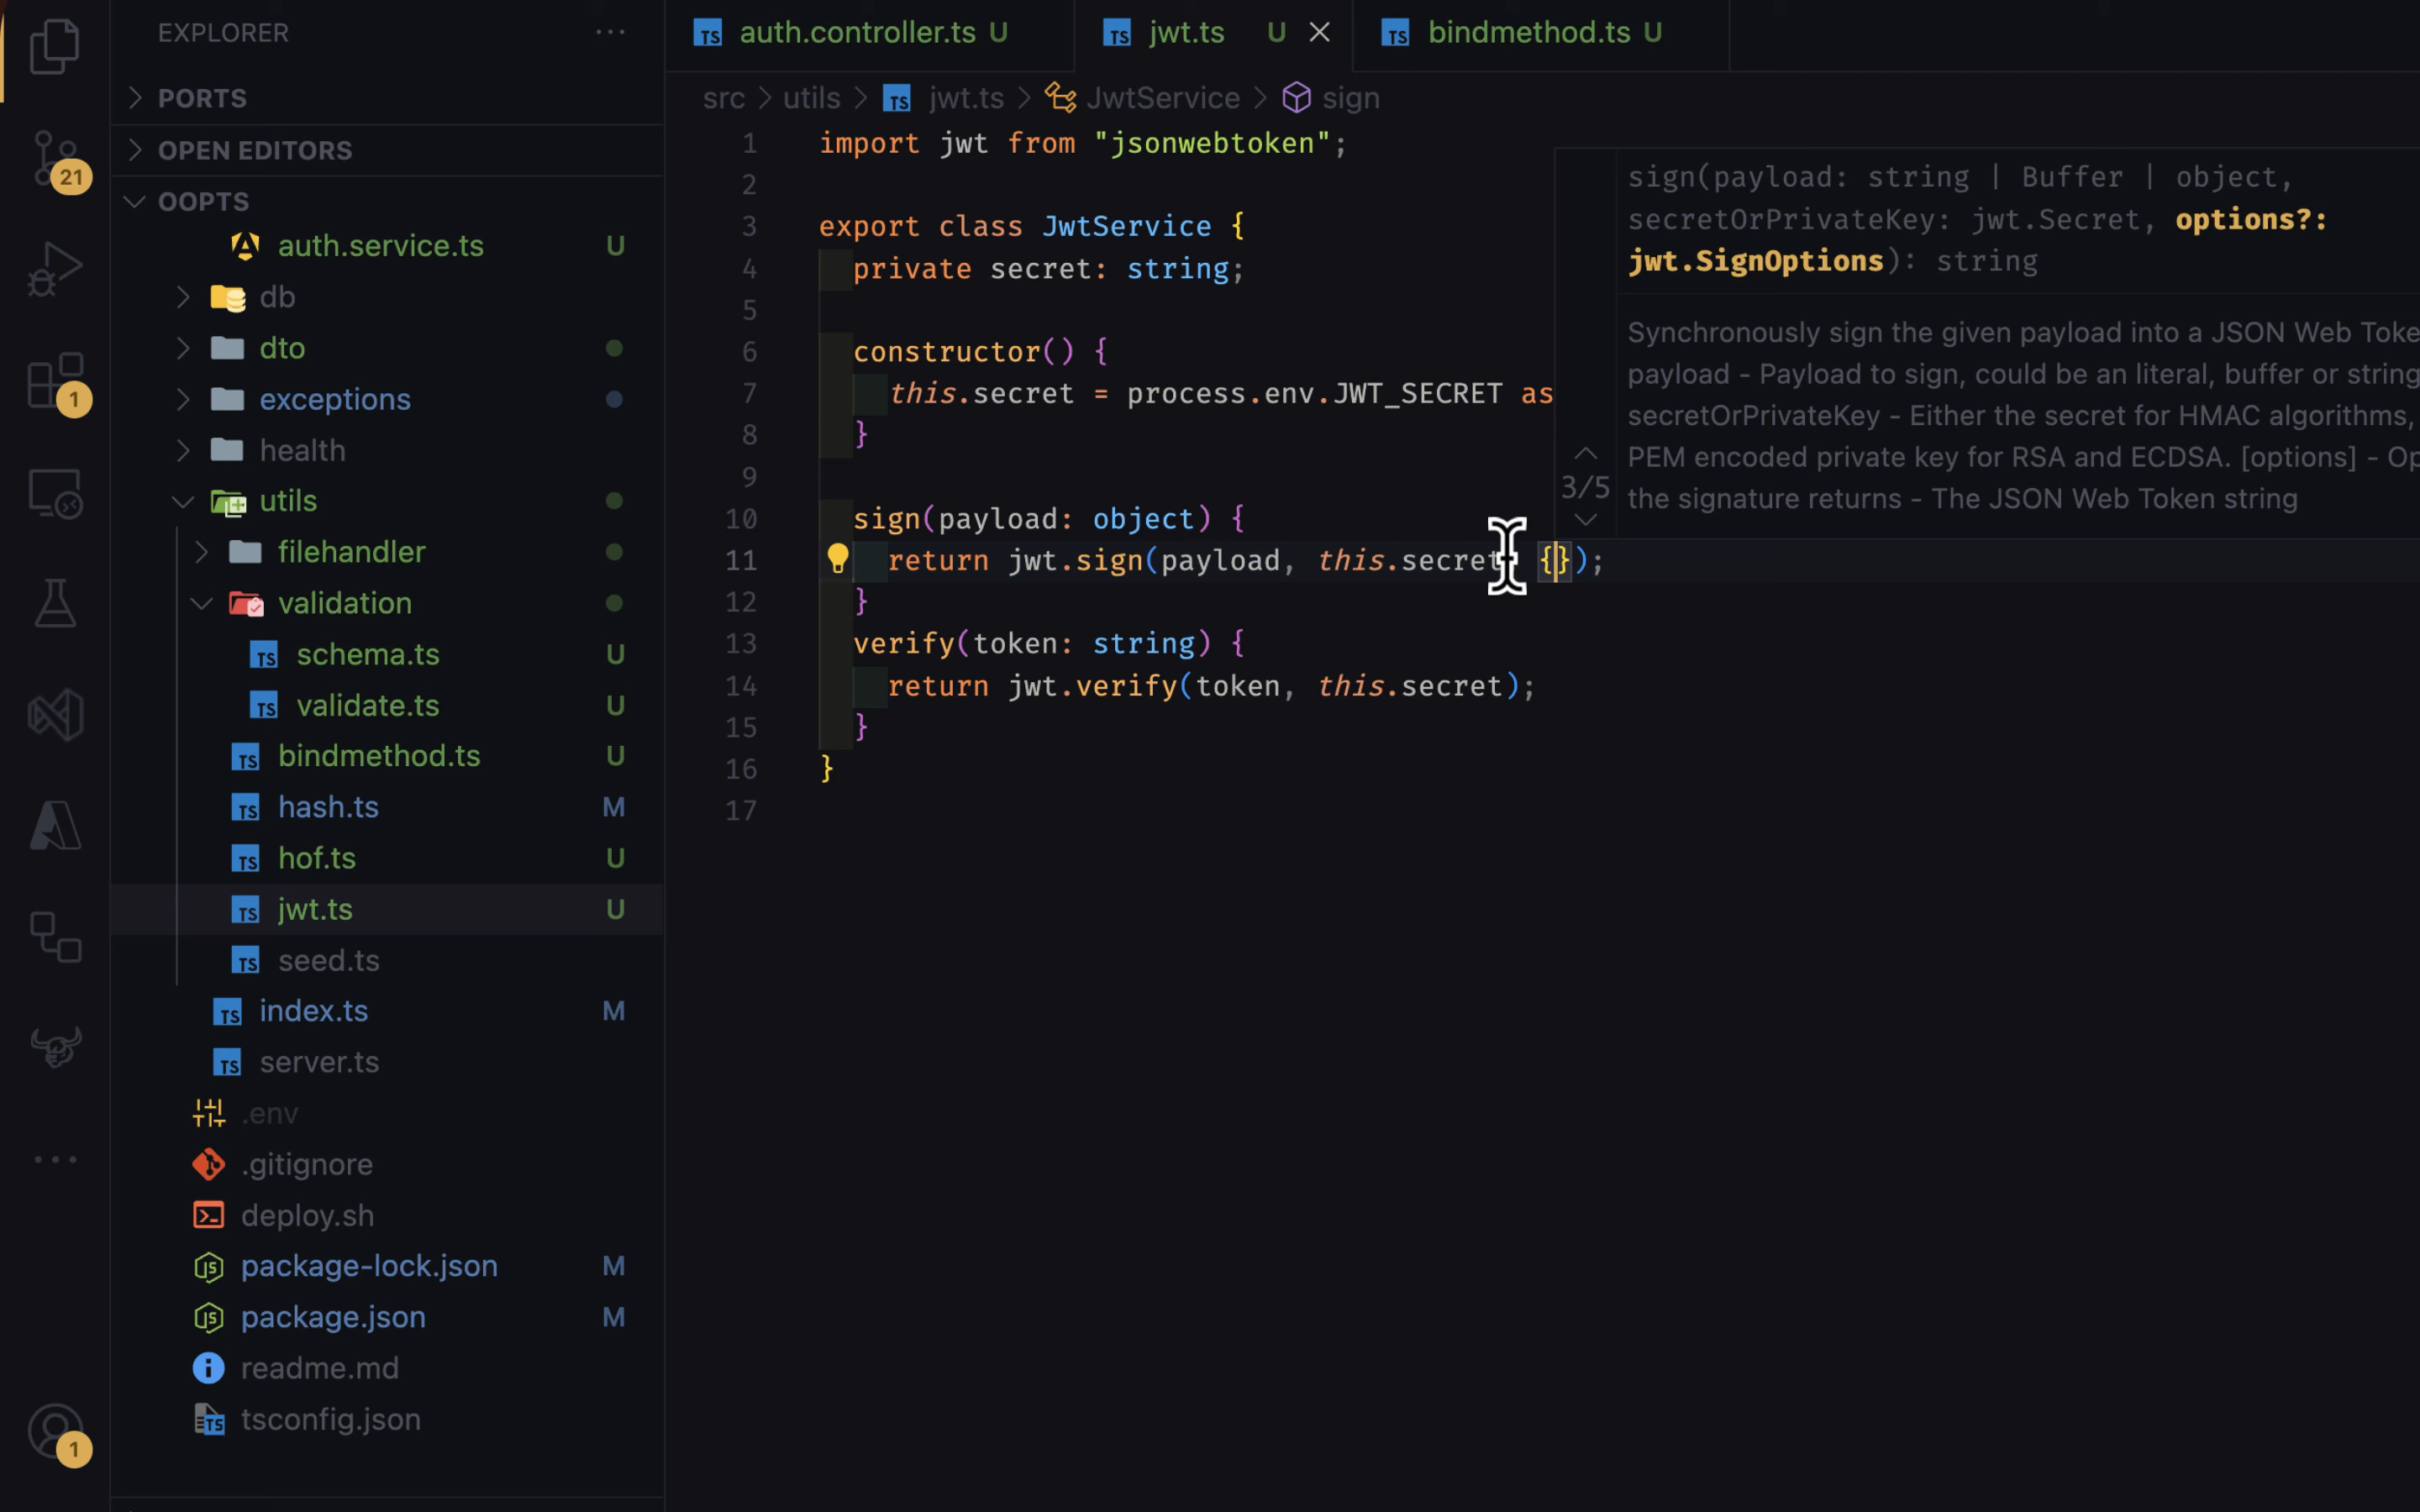 EXPLORER
PORTS
OPEN EDITORS
OOPTS
auth.service.ts U
db
dto
exceptions
health
utils
filehandler
validation
schema.ts U
validate.ts U
bindmethod.ts U
hash.ts M
hof.ts U
jwt.ts U
seed.ts
index.ts M
server.ts
.env
.gitignore
deploy.sh
package-lock.json M
package.json M
readme.md
tsconfig.json
21
1
1
auth.controller.ts U
jwt.ts U
bindmethod.ts U
src > utils > jwt.ts > JwtService > sign
1 import jwt from "jsonwebtoken";
2
3 export class JwtService {
4 private secret: string;
5
6 constructor() {
7 this.secret = process.env.JWT_SECRET as
8 }
9
10 sign(payload: object) {
11 return jwt.sign(payload, this.secret {});
12 }
13 verify(token: string) {
14 return jwt.verify(token, this.secret);
15 }
16 }
17
sign(payload: string | Buffer | object,
secretOrPrivateKey: jwt.Secret, options?:
jwt.SignOptions): string
Synchronously sign the given payload into a JSON Web Toke
payload - Payload to sign, could be an literal, buffer or string
secretOrPrivateKey - Either the secret for HMAC algorithms,
PEM encoded private key for RSA and ECDSA. [options] - Op
the signature returns - The JSON Web Token string
3/5